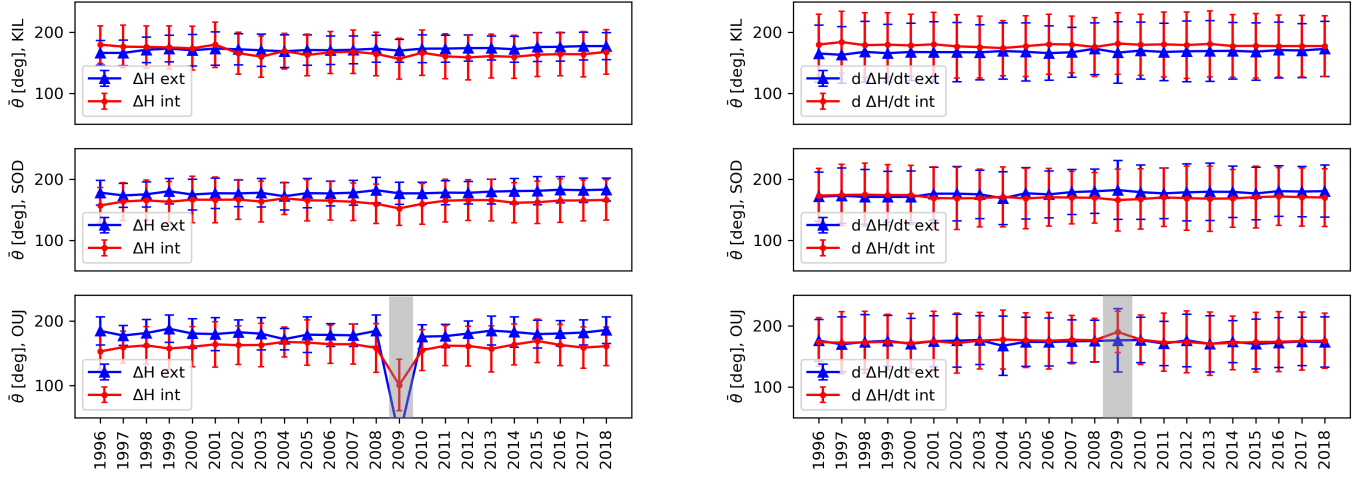 θ̄ [deg], KIL
200
100
ΔH ext
ΔH int
θ̄ [deg], KIL
200
100
d ΔH/dt ext
d ΔH/dt int
θ̄ [deg], SOD
200
100
ΔH ext
ΔH int
θ̄ [deg], SOD
200
100
d ΔH/dt ext
d ΔH/dt int
θ̄ [deg], OUJ
200
100
ΔH ext
ΔH int
1996 1997 1998 1999 2000 2001 2002 2003 2004 2005 2006 2007 2008 2009 2010 2011 2012 2013 2014 2015 2016 2017 2018
θ̄ [deg], OUJ
200
100
d ΔH/dt ext
d ΔH/dt int
1996 1997 1998 1999 2000 2001 2002 2003 2004 2005 2006 2007 2008 2009 2010 2011 2012 2013 2014 2015 2016 2017 2018